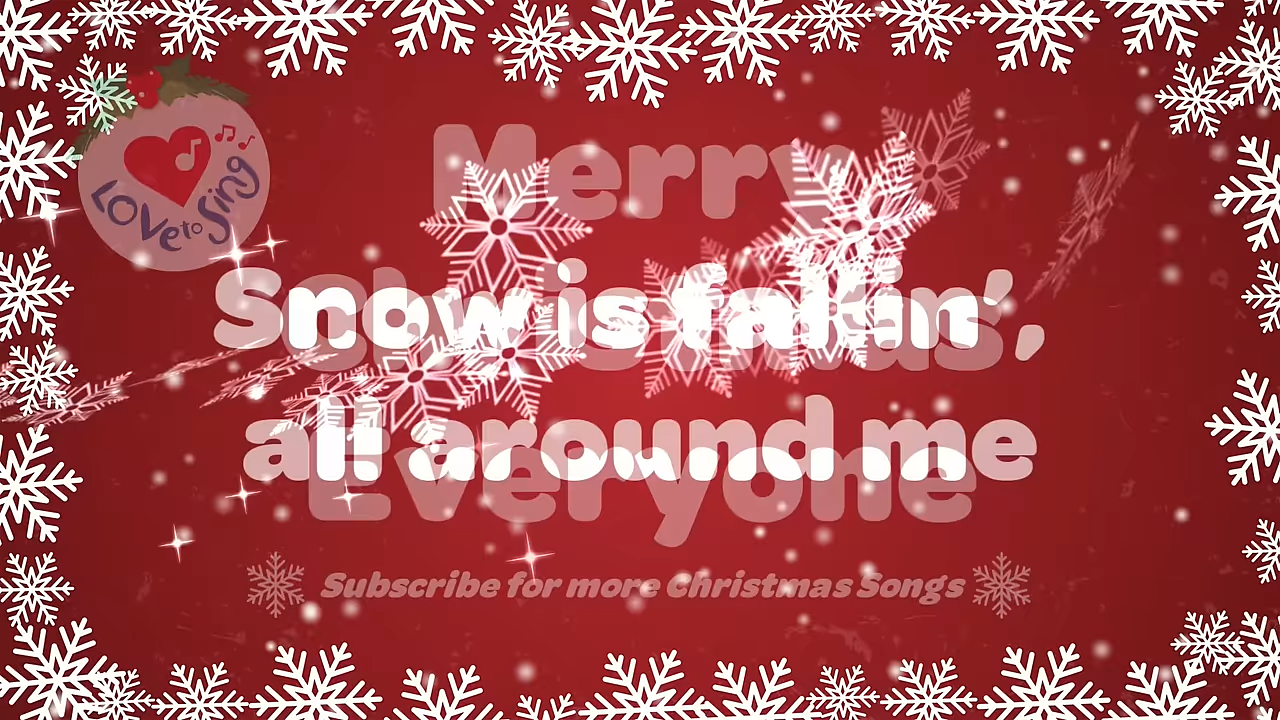 Love to Sing
Merry
Snow is fallin',
Christmas
all around me
Everyone
Subscribe for more Christmas Songs